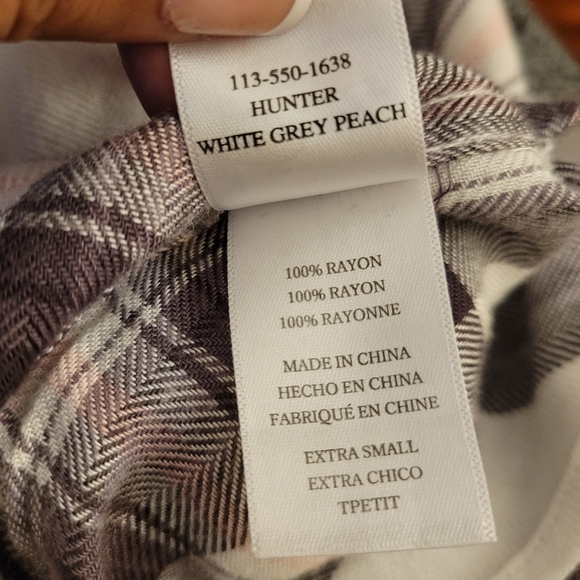 113-550-1638
HUNTER
WHITE GREY PEACH
100% RAYON
100% RAYON
100% RAYONNE
MADE IN CHINA
HECHO EN CHINA
FABRIQUÉ EN CHINE
EXTRA SMALL
EXTRA CHICO
TPETIT